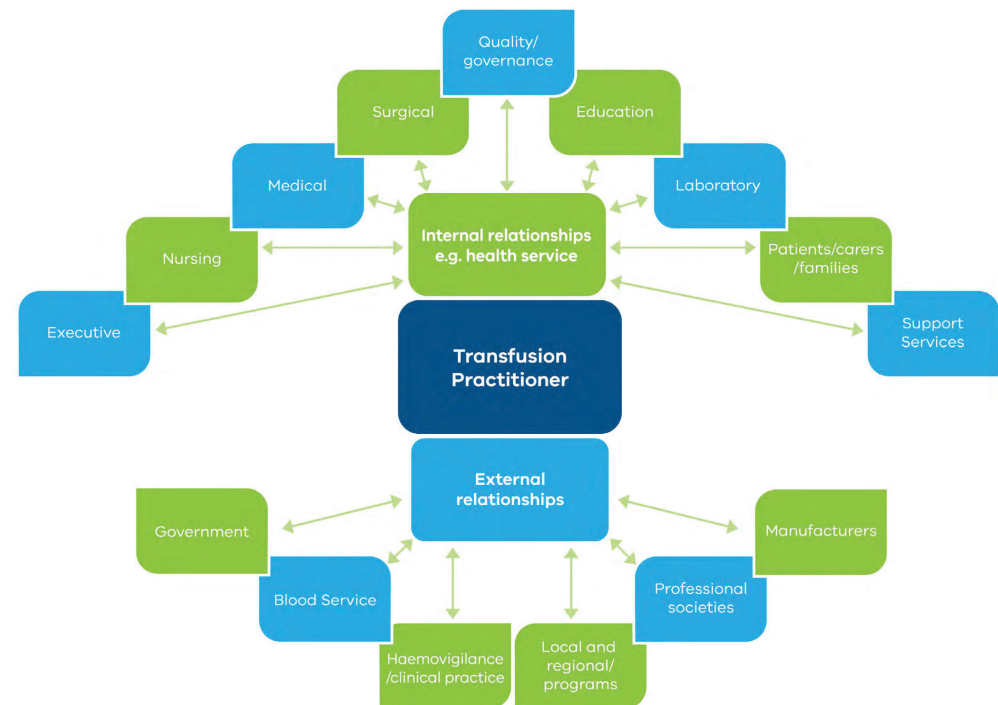 Quality/
governance
Surgical
Education
Medical
Laboratory
Internal relationships
e.g. health service
Nursing
Patients/carers
/families
Executive
Support
Services
Transfusion
Practitioner
External
relationships
Government
Manufacturers
Blood Service
Professional
societies
Haemovigilance
/clinical practice
Local and
regional/
programs